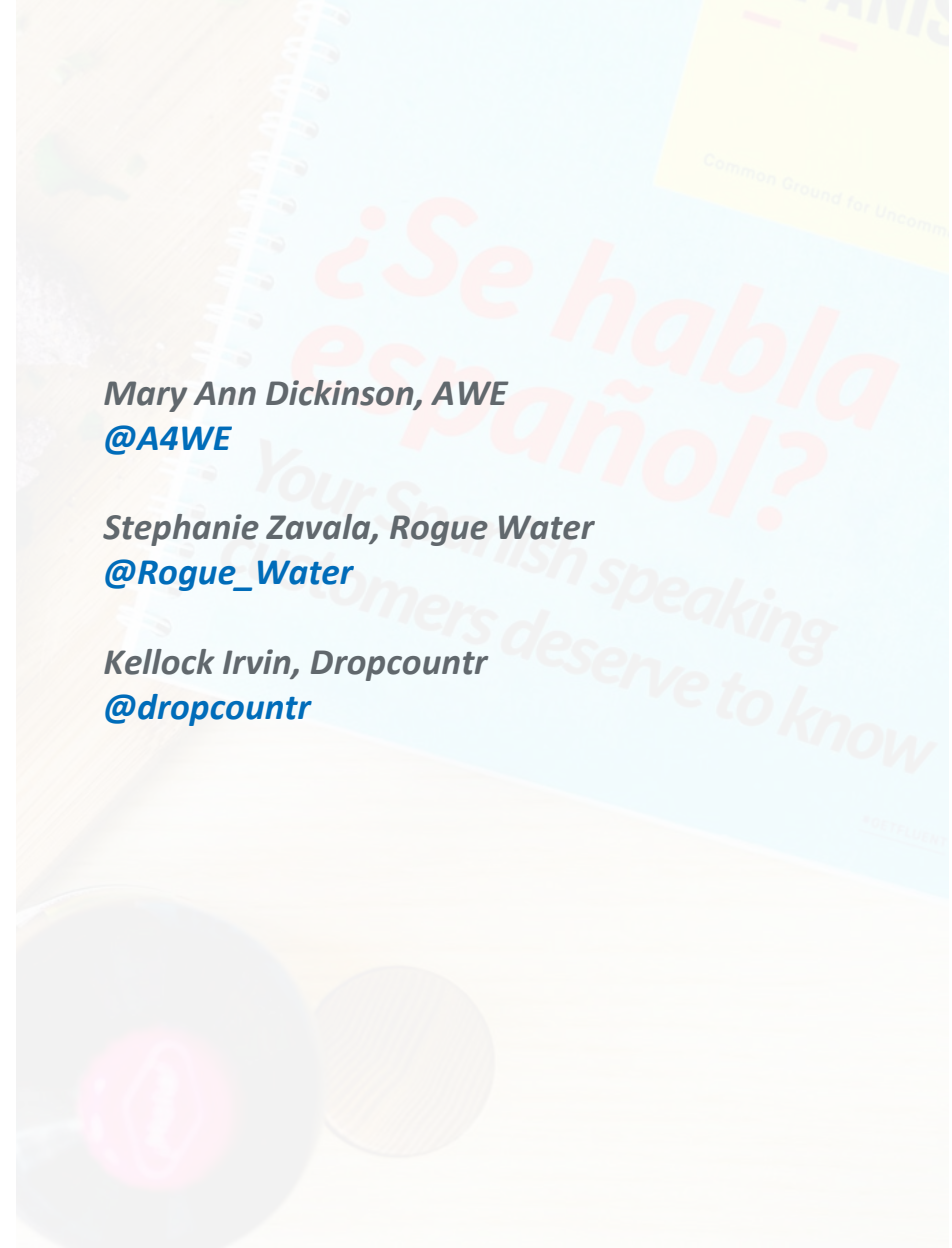 PANIS
Common Ground for Uncomm
¿Se habla
español?
Your Spanish speaking
customers deserve to know
Mary Ann Dickinson, AWE
@A4WE
Stephanie Zavala, Rogue Water
@Rogue_Water
Kellock Irvin, Dropcountr
@dropcountr